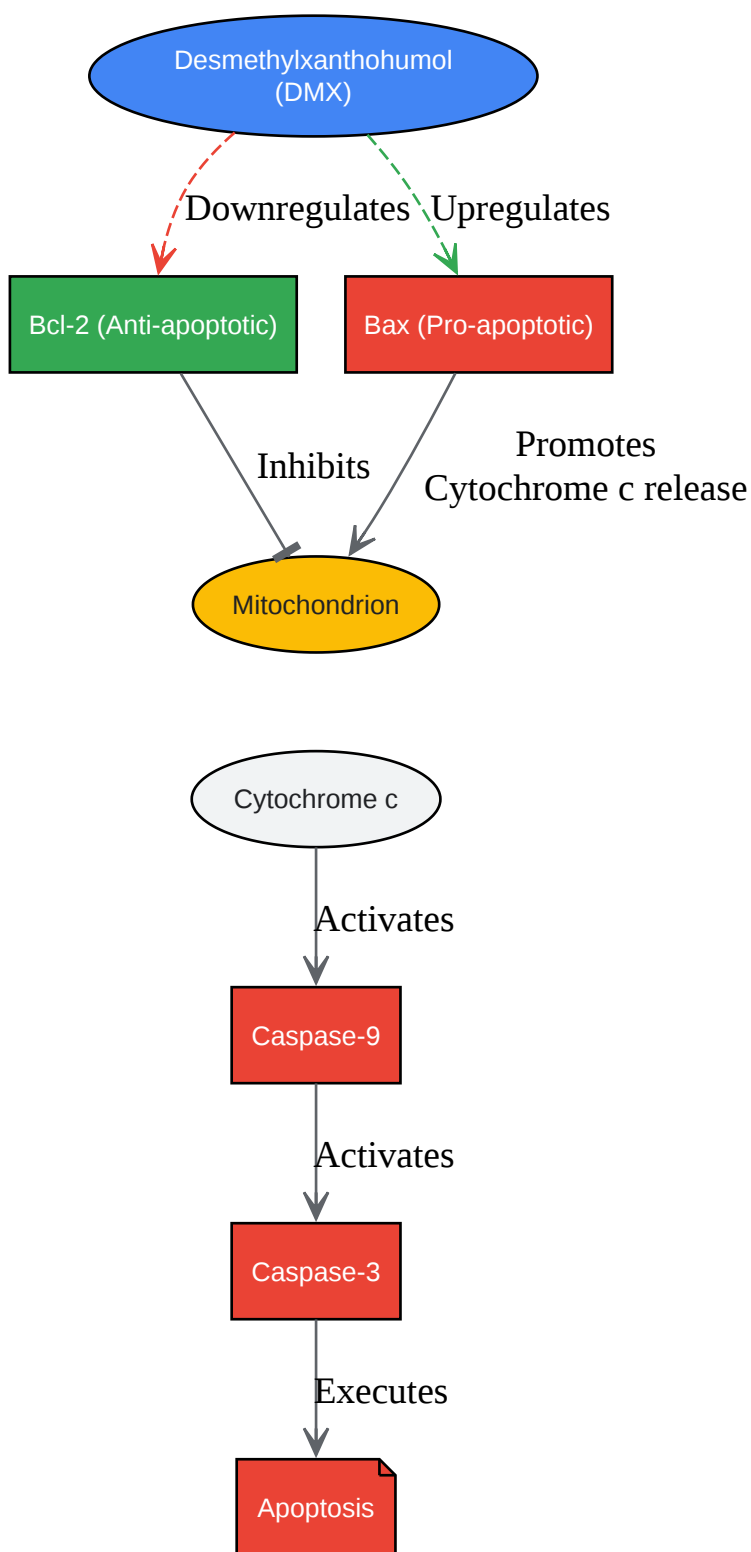 Desmethylxanthohumol
(DMX)
Downregulates
Upregulates
Bcl-2 (Anti-apoptotic)
Bax (Pro-apoptotic)
Inhibits
Promotes
Cytochrome c release
Mitochondrion
Cytochrome c
Activates
Caspase-9
Activates
Caspase-3
Executes
Apoptosis